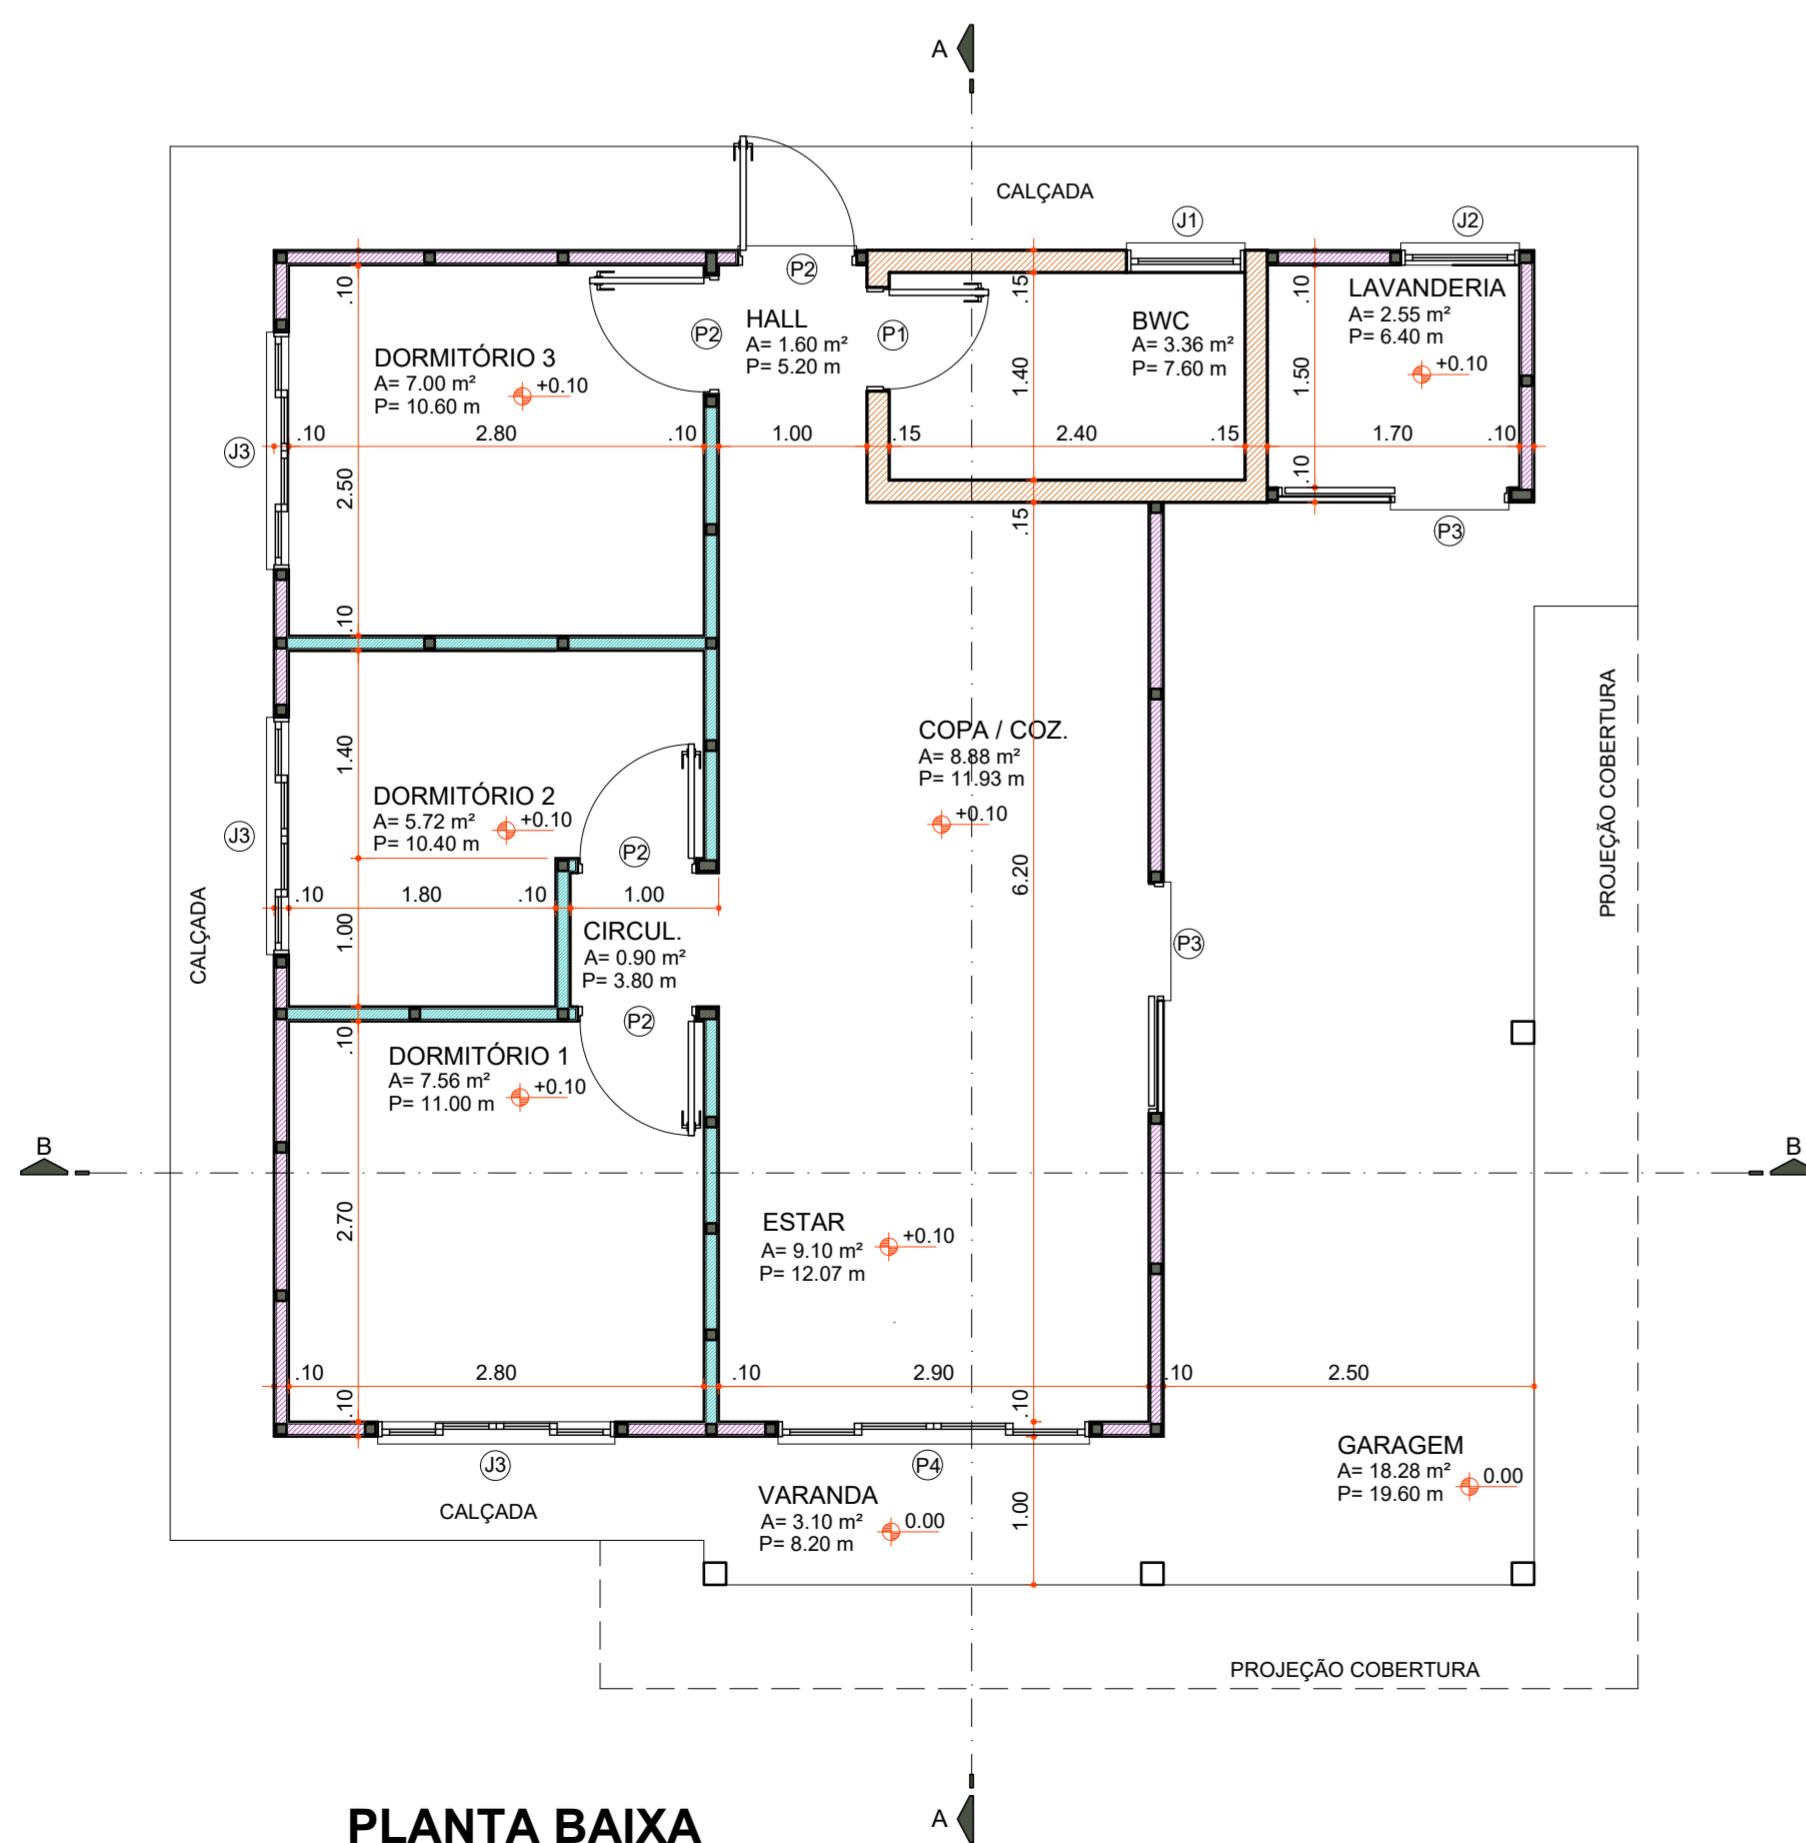 A
CALÇADA
J1
J2
P2
.10
.15
.10
LAVANDERIA
A= 2.55 m²
P= 6.40 m
+0.10
HALL
A= 1.60 m²
P= 5.20 m
P2
P1
BWC
A= 3.36 m²
P= 7.60 m
DORMITÓRIO 3
A= 7.00 m²
P= 10.60 m
+0.10
1.40
1.50
J3
.10
2.80
.10
1.00
.15
2.40
.15
1.70
.10
2.50
.10
.15
P3
.10
PROJEÇÃO COBERTURA
COPA / COZ.
A= 8.88 m²
P= 11.93 m
+0.10
1.40
DORMITÓRIO 2
A= 5.72 m²
P= 10.40 m
+0.10
J3
P2
6.20
.10
1.80
.10
1.00
CALÇADA
1.00
CIRCUL.
A= 0.90 m²
P= 3.80 m
P3
P2
.10
DORMITÓRIO 1
A= 7.56 m²
P= 11.00 m
+0.10
B
B
2.70
ESTAR
A= 9.10 m²
P= 12.07 m
+0.10
.10
2.80
.10
2.90
.10
2.50
.10
.10
J3
P4
GARAGEM
A= 18.28 m²
P= 19.60 m
0.00
CALÇADA
VARANDA
A= 3.10 m²
P= 8.20 m
0.00
1.00
PROJEÇÃO COBERTURA
A
PLANTA BAIXA